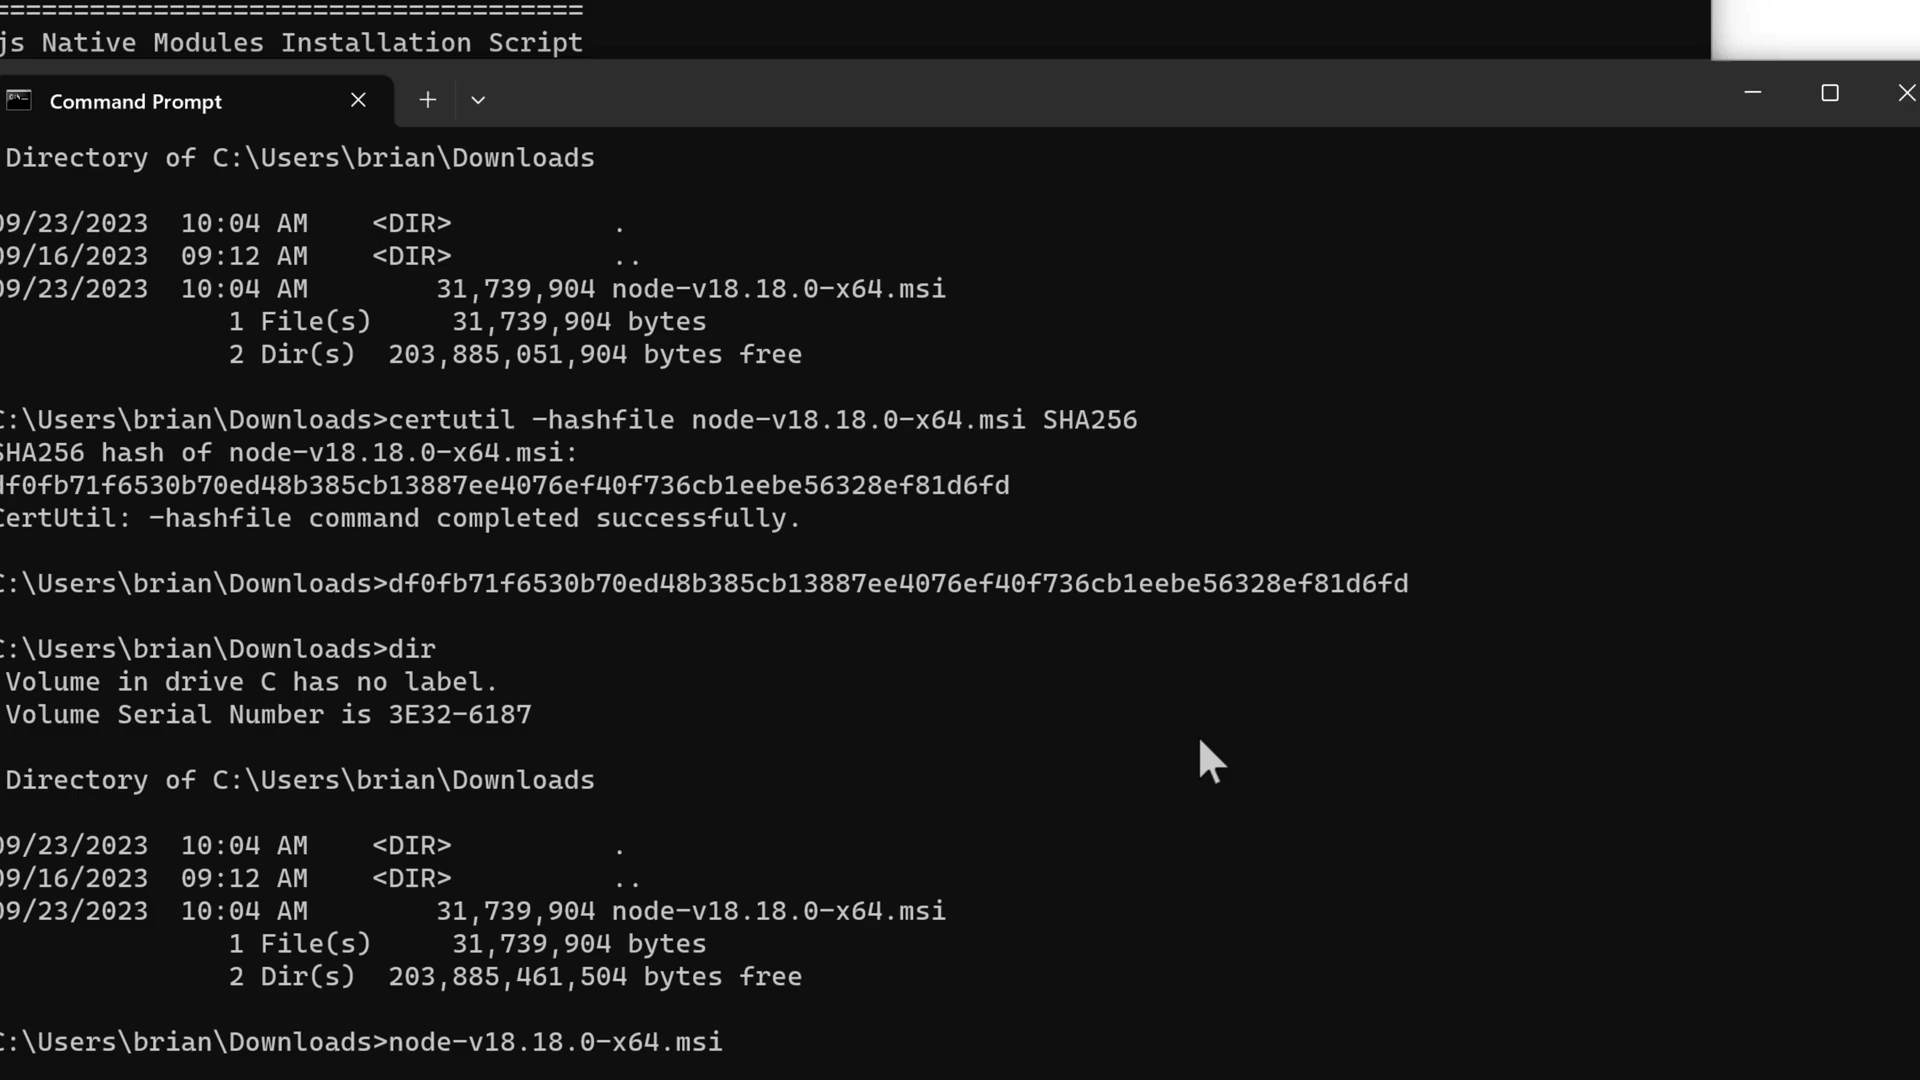 ===================================
js Native Modules Installation Script
Command Prompt
Directory of C:\Users\brian\Downloads
09/23/2023  10:04 AM    <DIR>          .
09/16/2023  09:12 AM    <DIR>          ..
09/23/2023  10:04 AM        31,739,904 node-v18.18.0-x64.msi
1 File(s)     31,739,904 bytes
2 Dir(s)  203,885,051,904 bytes free
C:\Users\brian\Downloads>certutil -hashfile node-v18.18.0-x64.msi SHA256
SHA256 hash of node-v18.18.0-x64.msi:
df0fb71f6530b70ed48b385cb13887ee4076ef40f736cb1eebe56328ef81d6fd
CertUtil: -hashfile command completed successfully.
C:\Users\brian\Downloads>df0fb71f6530b70ed48b385cb13887ee4076ef40f736cb1eebe56328ef81d6fd
C:\Users\brian\Downloads>dir
Volume in drive C has no label.
Volume Serial Number is 3E32-6187
Directory of C:\Users\brian\Downloads
09/23/2023  10:04 AM    <DIR>          .
09/16/2023  09:12 AM    <DIR>          ..
09/23/2023  10:04 AM        31,739,904 node-v18.18.0-x64.msi
1 File(s)     31,739,904 bytes
2 Dir(s)  203,885,461,504 bytes free
C:\Users\brian\Downloads>node-v18.18.0-x64.msi